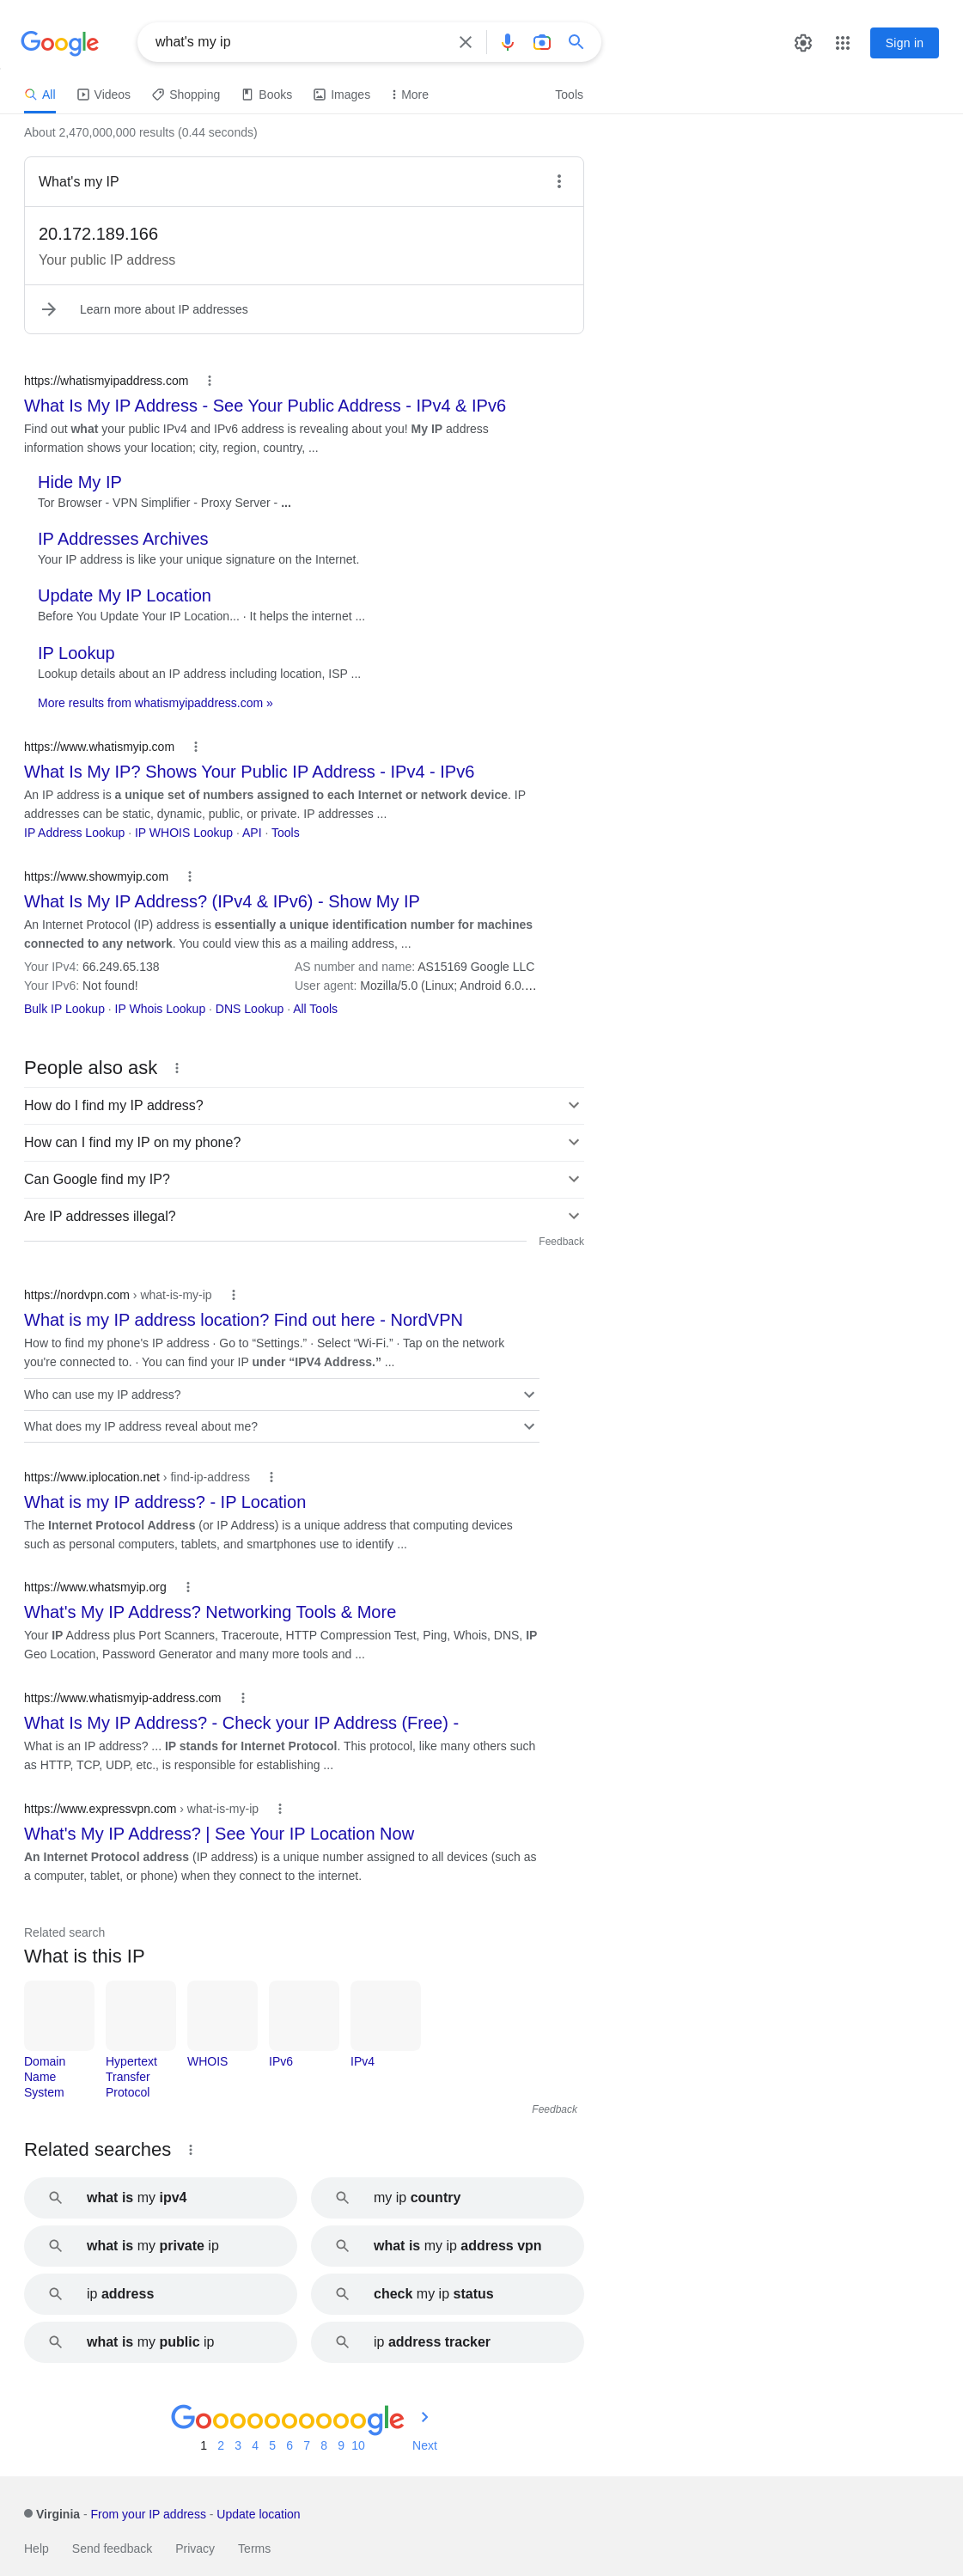 Google
what's my ip
Sign in
All
Videos
Shopping
Books
Images
More
Tools
About 2,470,000,000 results (0.44 seconds)
What's my IP
20.172.189.166
Your public IP address
Learn more about IP addresses
https://whatismyipaddress.com
What Is My IP Address - See Your Public Address - IPv4 & IPv6
Find out what your public IPv4 and IPv6 address is revealing about you! My IP address
information shows your location; city, region, country, ...
Hide My IP
Tor Browser - VPN Simplifier - Proxy Server - ...
IP Addresses Archives
Your IP address is like your unique signature on the Internet.
Update My IP Location
Before You Update Your IP Location... · It helps the internet ...
IP Lookup
Lookup details about an IP address including location, ISP ...
More results from whatismyipaddress.com »
https://www.whatismyip.com
What Is My IP? Shows Your Public IP Address - IPv4 - IPv6
An IP address is a unique set of numbers assigned to each Internet or network device. IP
addresses can be static, dynamic, public, or private. IP addresses ...
IP Address Lookup · IP WHOIS Lookup · API · Tools
https://www.showmyip.com
What Is My IP Address? (IPv4 & IPv6) - Show My IP
An Internet Protocol (IP) address is essentially a unique identification number for machines
connected to any network. You could view this as a mailing address, ...
Your IPv4: 66.249.65.138
AS number and name: AS15169 Google LLC
Your IPv6: Not found!
User agent: Mozilla/5.0 (Linux; Android 6.0....
Bulk IP Lookup · IP Whois Lookup · DNS Lookup · All Tools
People also ask
How do I find my IP address?
How can I find my IP on my phone?
Can Google find my IP?
Are IP addresses illegal?
Feedback
https://nordvpn.com › what-is-my-ip
What is my IP address location? Find out here - NordVPN
How to find my phone's IP address · Go to “Settings.” · Select “Wi-Fi.” · Tap on the network
you're connected to. · You can find your IP under “IPV4 Address.” ...
Who can use my IP address?
What does my IP address reveal about me?
https://www.iplocation.net › find-ip-address
What is my IP address? - IP Location
The Internet Protocol Address (or IP Address) is a unique address that computing devices
such as personal computers, tablets, and smartphones use to identify ...
https://www.whatsmyip.org
What's My IP Address? Networking Tools & More
Your IP Address plus Port Scanners, Traceroute, HTTP Compression Test, Ping, Whois, DNS, IP
Geo Location, Password Generator and many more tools and ...
https://www.whatismyip-address.com
What Is My IP Address? - Check your IP Address (Free) -
What is an IP address? ... IP stands for Internet Protocol. This protocol, like many others such
as HTTP, TCP, UDP, etc., is responsible for establishing ...
https://www.expressvpn.com › what-is-my-ip
What's My IP Address? | See Your IP Location Now
An Internet Protocol address (IP address) is a unique number assigned to all devices (such as
a computer, tablet, or phone) when they connect to the internet.
Related search
What is this IP
Domain
Name
System
Hypertext
Transfer
Protocol
WHOIS
IPv6
IPv4
Feedback
Related searches
what is my ipv4
my ip country
what is my private ip
what is my ip address vpn
ip address
check my ip status
what is my public ip
ip address tracker
Goooooooooogle
1 2 3 4 5 6 7 8 9 10 Next
Virginia - From your IP address - Update location
Help Send feedback Privacy Terms